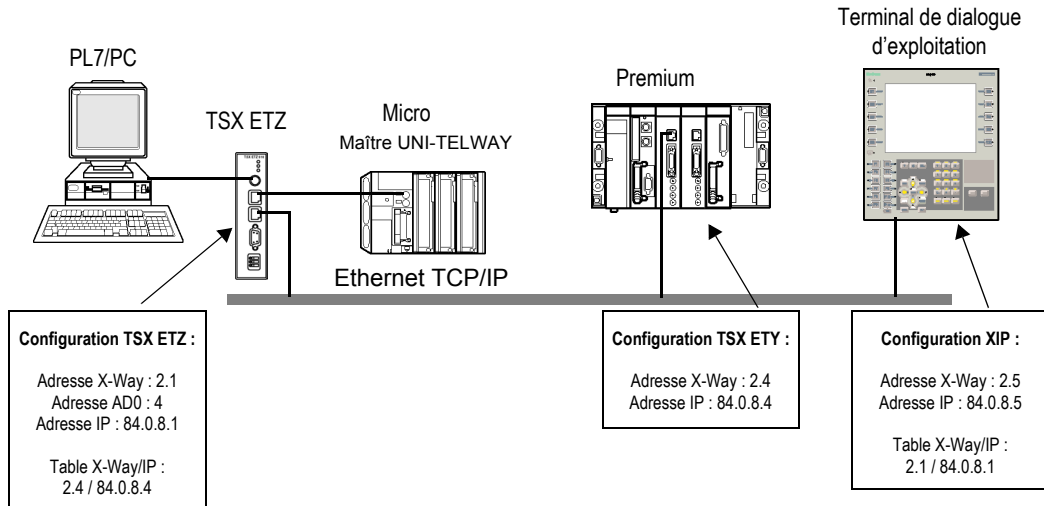 Terminal de dialogue
d'exploitation
PL7/PC
Premium
TSX ETZ
Micro
Maître UNI-TELWAY
Ethernet TCP/IP
Configuration TSX ETZ :
Adresse X-Way : 2.1
Adresse AD0 : 4
Adresse IP : 84.0.8.1
Table X-Way/IP :
2.4 / 84.0.8.4
Configuration TSX ETY :
Adresse X-Way : 2.4
Adresse IP : 84.0.8.4
Configuration XIP :
Adresse X-Way : 2.5
Adresse IP : 84.0.8.5
Table X-Way/IP :
2.1 / 84.0.8.1